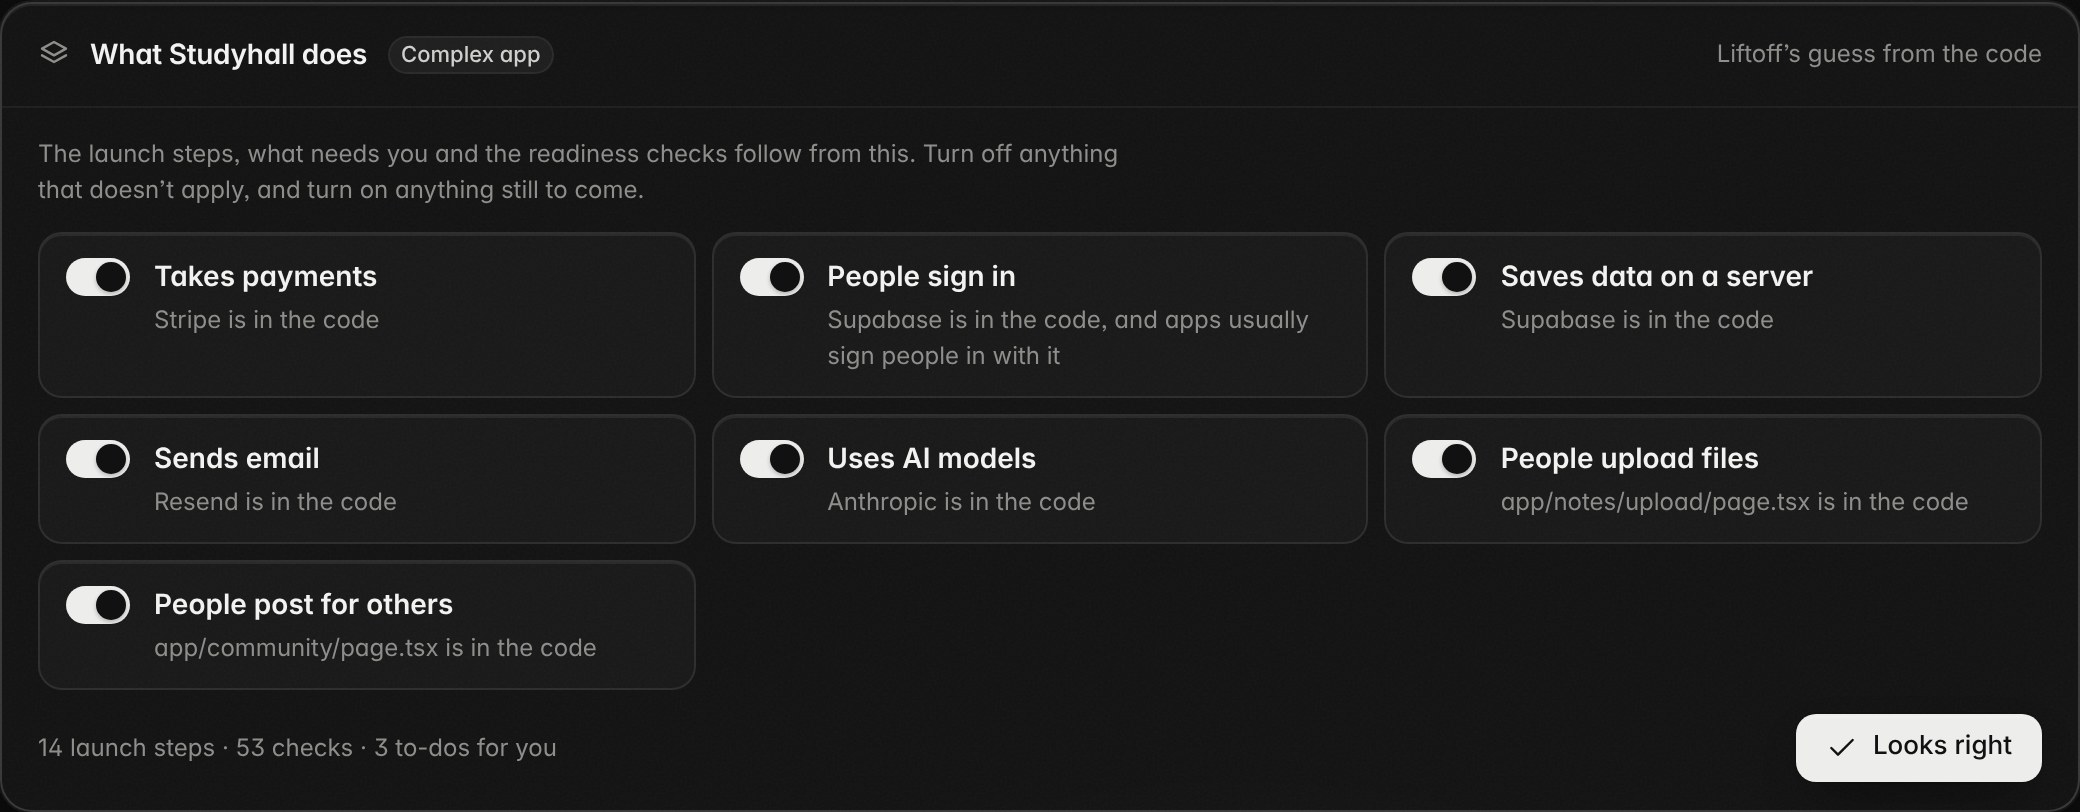 What Studyhall does
Complex app
Liftoff’s guess from the code
The launch steps, what needs you and the readiness checks follow from this. Turn off anything
that doesn’t apply, and turn on anything still to come.
Takes payments
Stripe is in the code
People sign in
Supabase is in the code, and apps usually
sign people in with it
Saves data on a server
Supabase is in the code
Sends email
Resend is in the code
Uses AI models
Anthropic is in the code
People upload files
app/notes/upload/page.tsx is in the code
People post for others
app/community/page.tsx is in the code
14 launch steps · 53 checks · 3 to-dos for you
Looks right